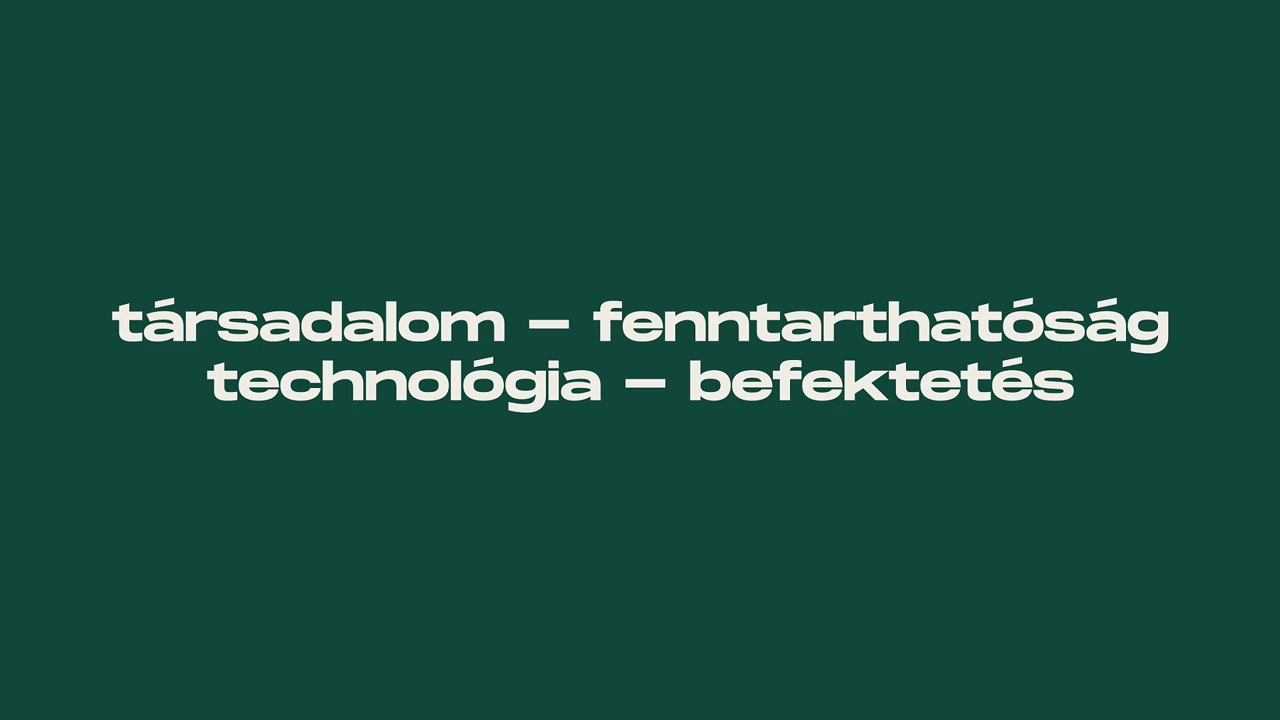 társadalom – fenntarthatóság
technológia – befektetés